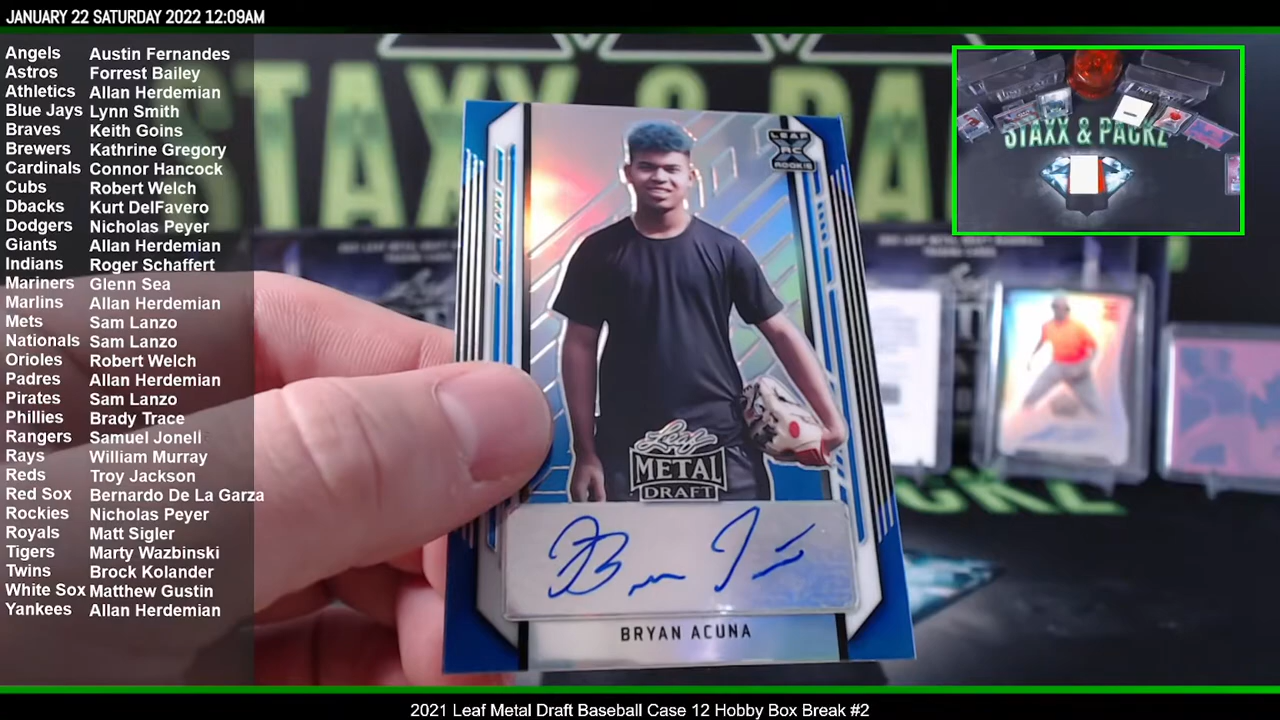 JANUARY 22 SATURDAY 2022 12:09AM
Angels Austin Fernandes
Astros Forrest Bailey
Athletics Allan Herdemian
Blue Jays Lynn Smith
Braves Keith Goins
Brewers Kathrine Gregory
Cardinals Connor Hancock
Cubs Robert Welch
Dbacks Kurt DelFavero
Dodgers Nicholas Peyer
Giants Allan Herdemian
Indians Roger Schaffert
Mariners Glenn Sea
Marlins Allan Herdemian
Mets Sam Lanzo
Nationals Sam Lanzo
Orioles Robert Welch
Padres Allan Herdemian
Pirates Sam Lanzo
Phillies Brady Trace
Rangers Samuel Jonell
Rays William Murray
Reds Troy Jackson
Red Sox Bernardo De La Garza
Rockies Nicholas Peyer
Royals Matt Sigler
Tigers Marty Wazbinski
Twins Brock Kolander
White Sox Matthew Gustin
Yankees Allan Herdemian
STAXX & PACKZ
STAXX & PA
LEAF
RC
ROOKIE
Leaf
METAL
DRAFT
BRYAN ACUNA
2021 Leaf Metal Draft Baseball Case 12 Hobby Box Break #2